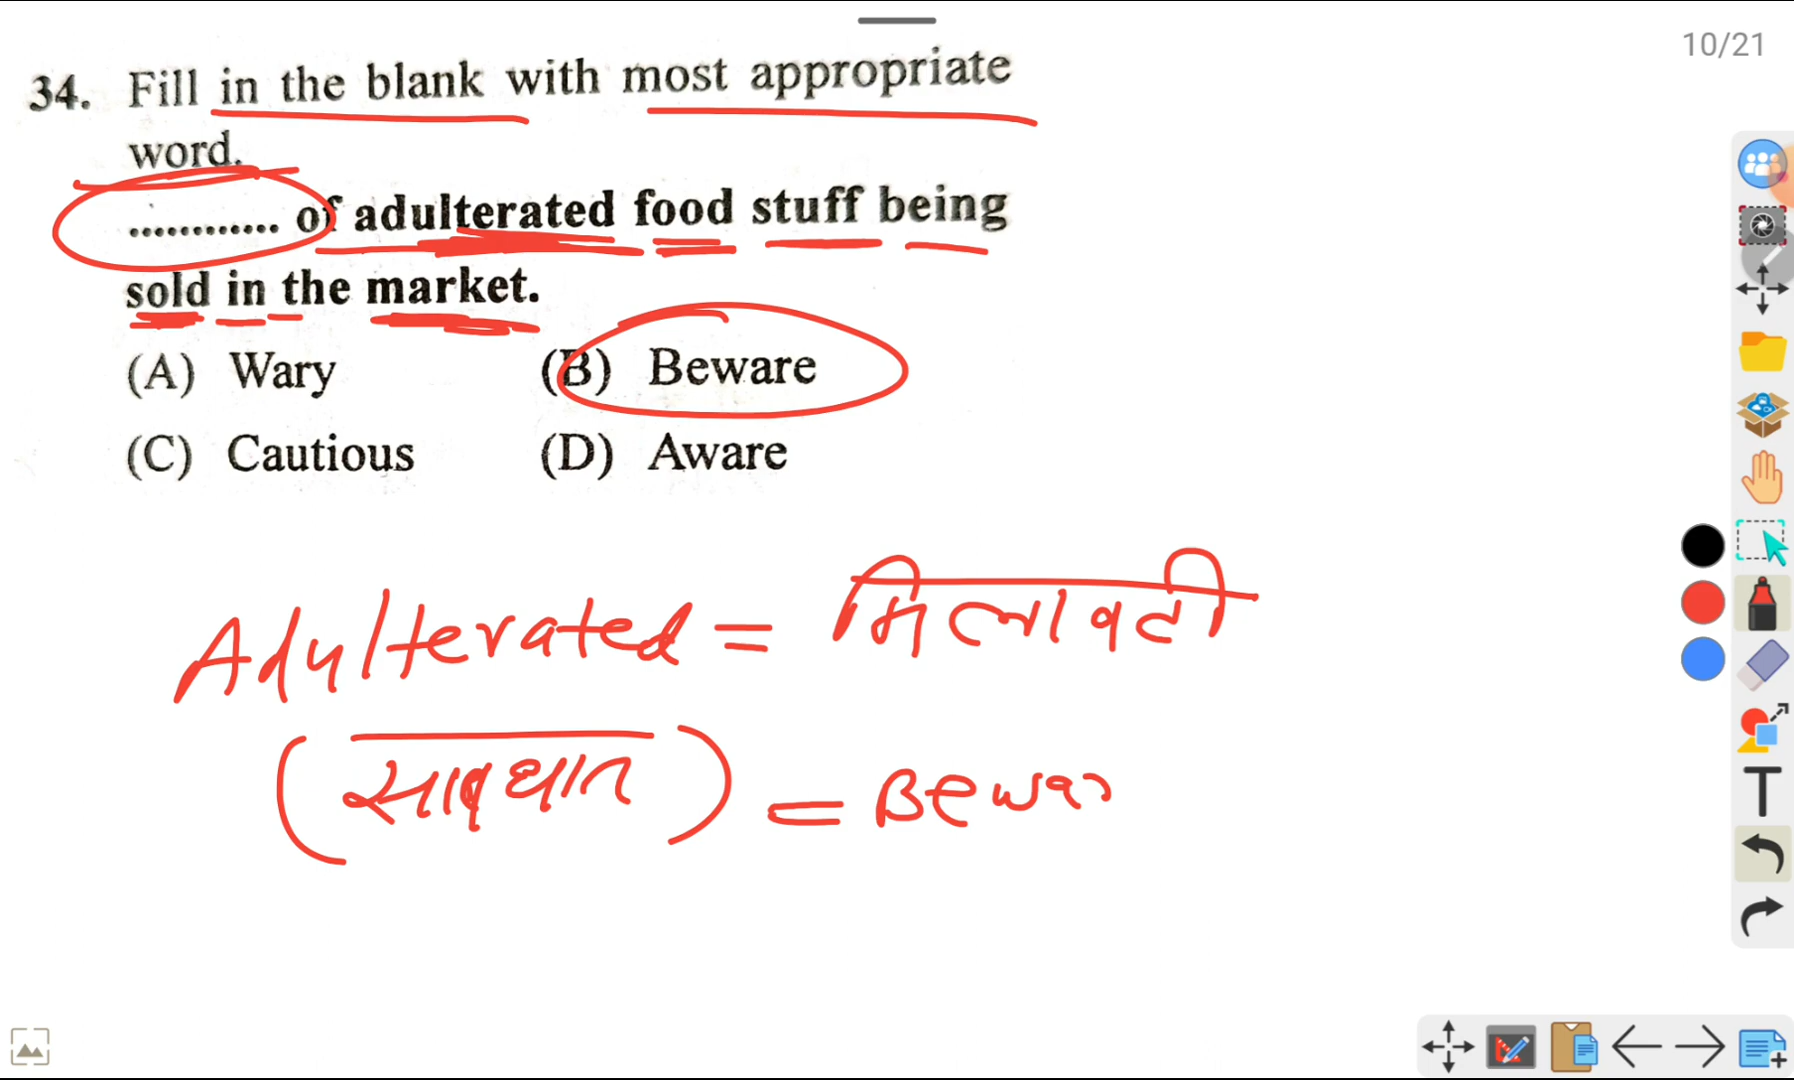 10/21
34. Fill in the blank with most appropriate
word.
............ of adulterated food stuff being
sold in the market.
(A) Wary (B) Beware
(C) Cautious (D) Aware
Adulterated = मिलावटी
(सावधान) =
T